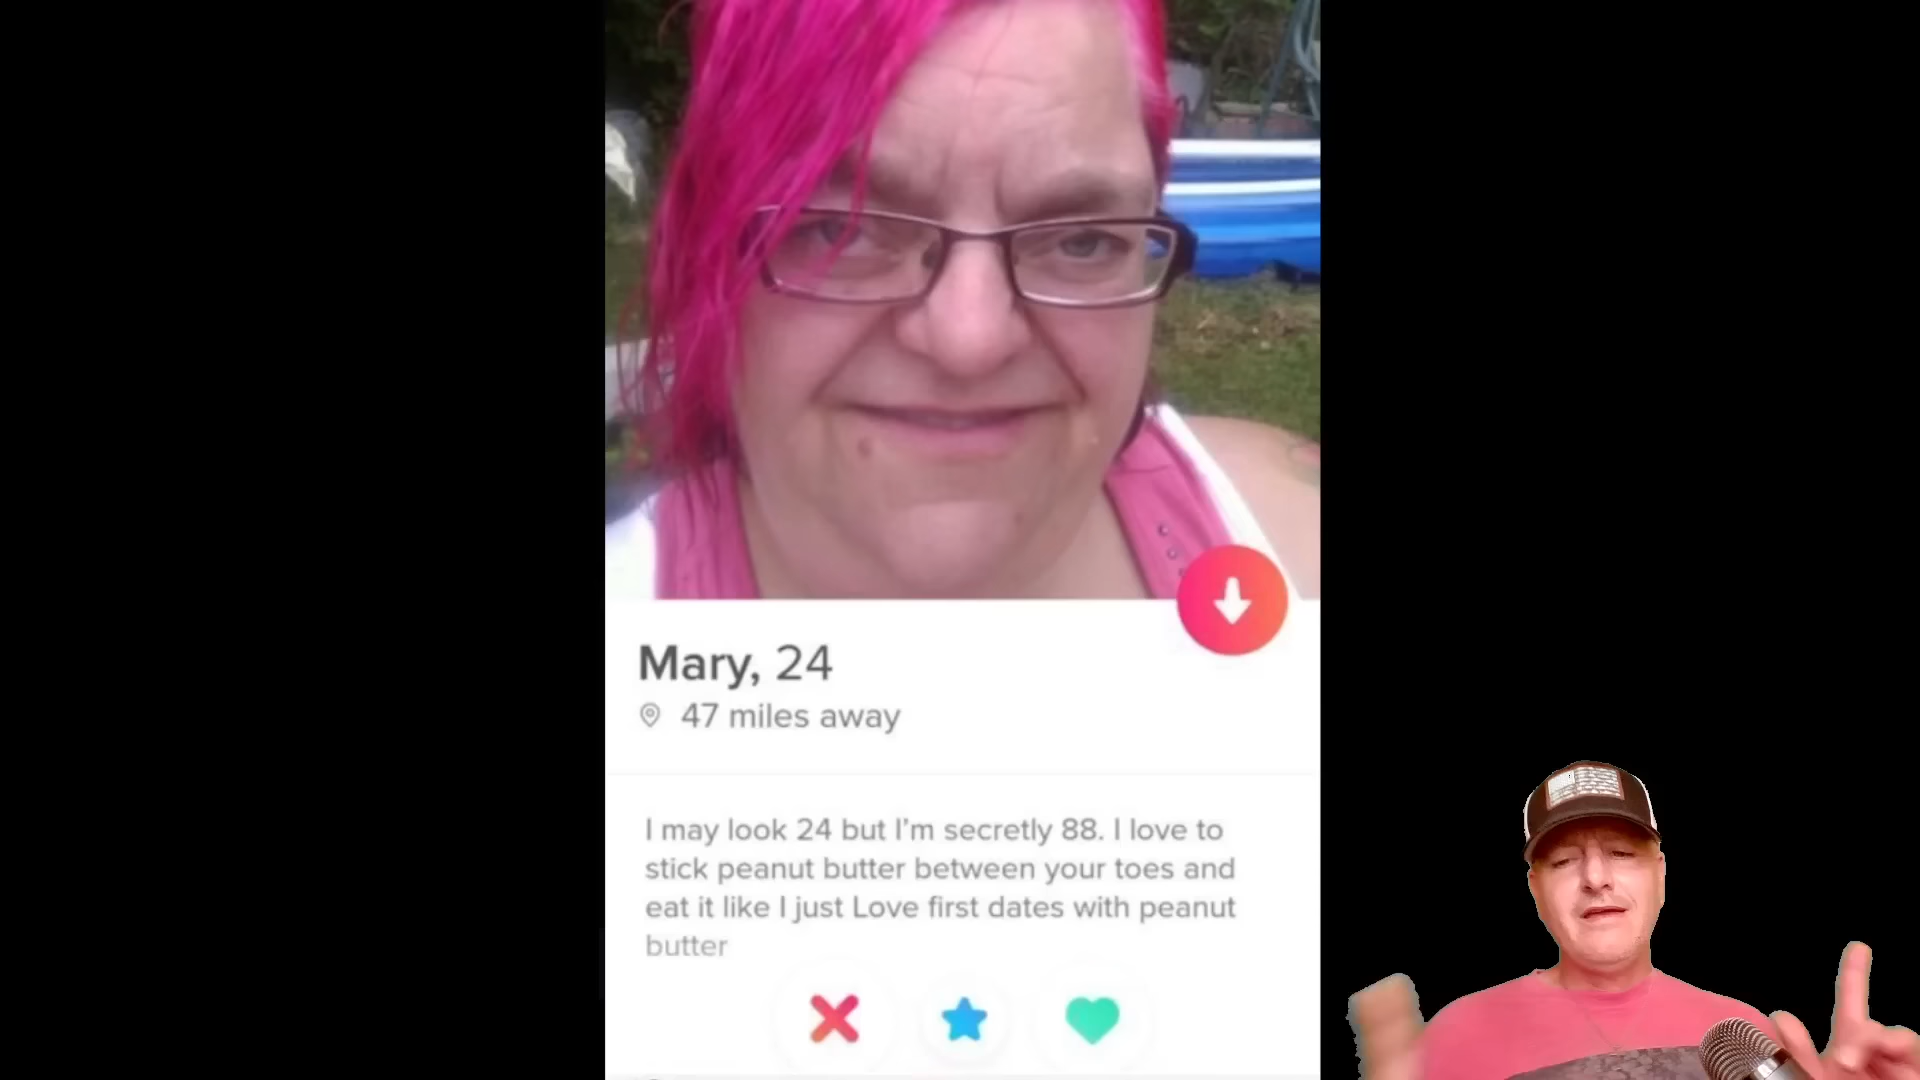 Mary, 24
47 miles away
I may look 24 but I'm secretly 88. I love to
stick peanut butter between your toes and
eat it like I just Love first dates with peanut
butter